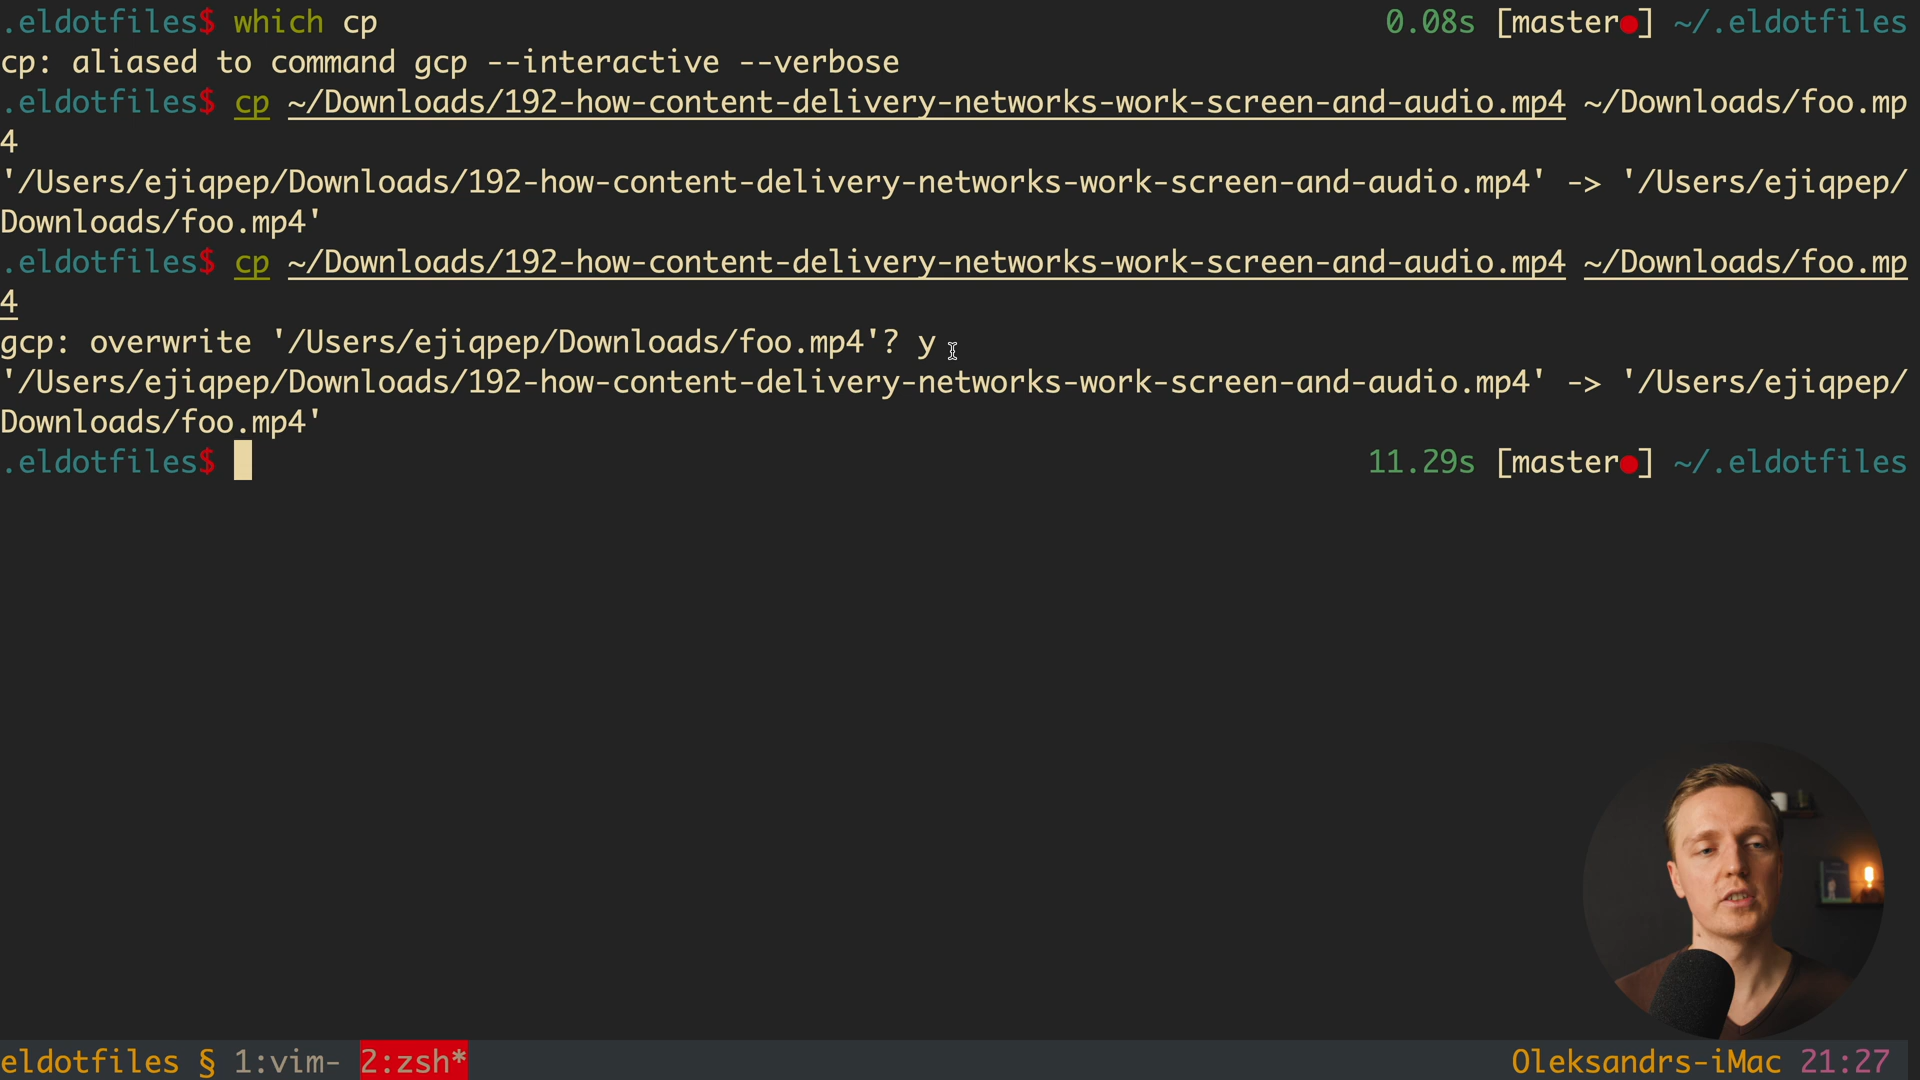 .eldotfiles$ which cp 0.08s [master●] ~/.eldotfiles
cp: aliased to command gcp --interactive --verbose
.eldotfiles$ cp ~/Downloads/192-how-content-delivery-networks-work-screen-and-audio.mp4 ~/Downloads/foo.mp
4
'/Users/ejiqpep/Downloads/192-how-content-delivery-networks-work-screen-and-audio.mp4' -> '/Users/ejiqpep/
Downloads/foo.mp4'
.eldotfiles$ cp ~/Downloads/192-how-content-delivery-networks-work-screen-and-audio.mp4 ~/Downloads/foo.mp
4
gcp: overwrite '/Users/ejiqpep/Downloads/foo.mp4'? y
'/Users/ejiqpep/Downloads/192-how-content-delivery-networks-work-screen-and-audio.mp4' -> '/Users/ejiqpep/
Downloads/foo.mp4'
.eldotfiles$ 11.29s [master●] ~/.eldotfiles
eldotfiles § 1:vim- 2:zsh* Oleksandrs-iMac 21:27